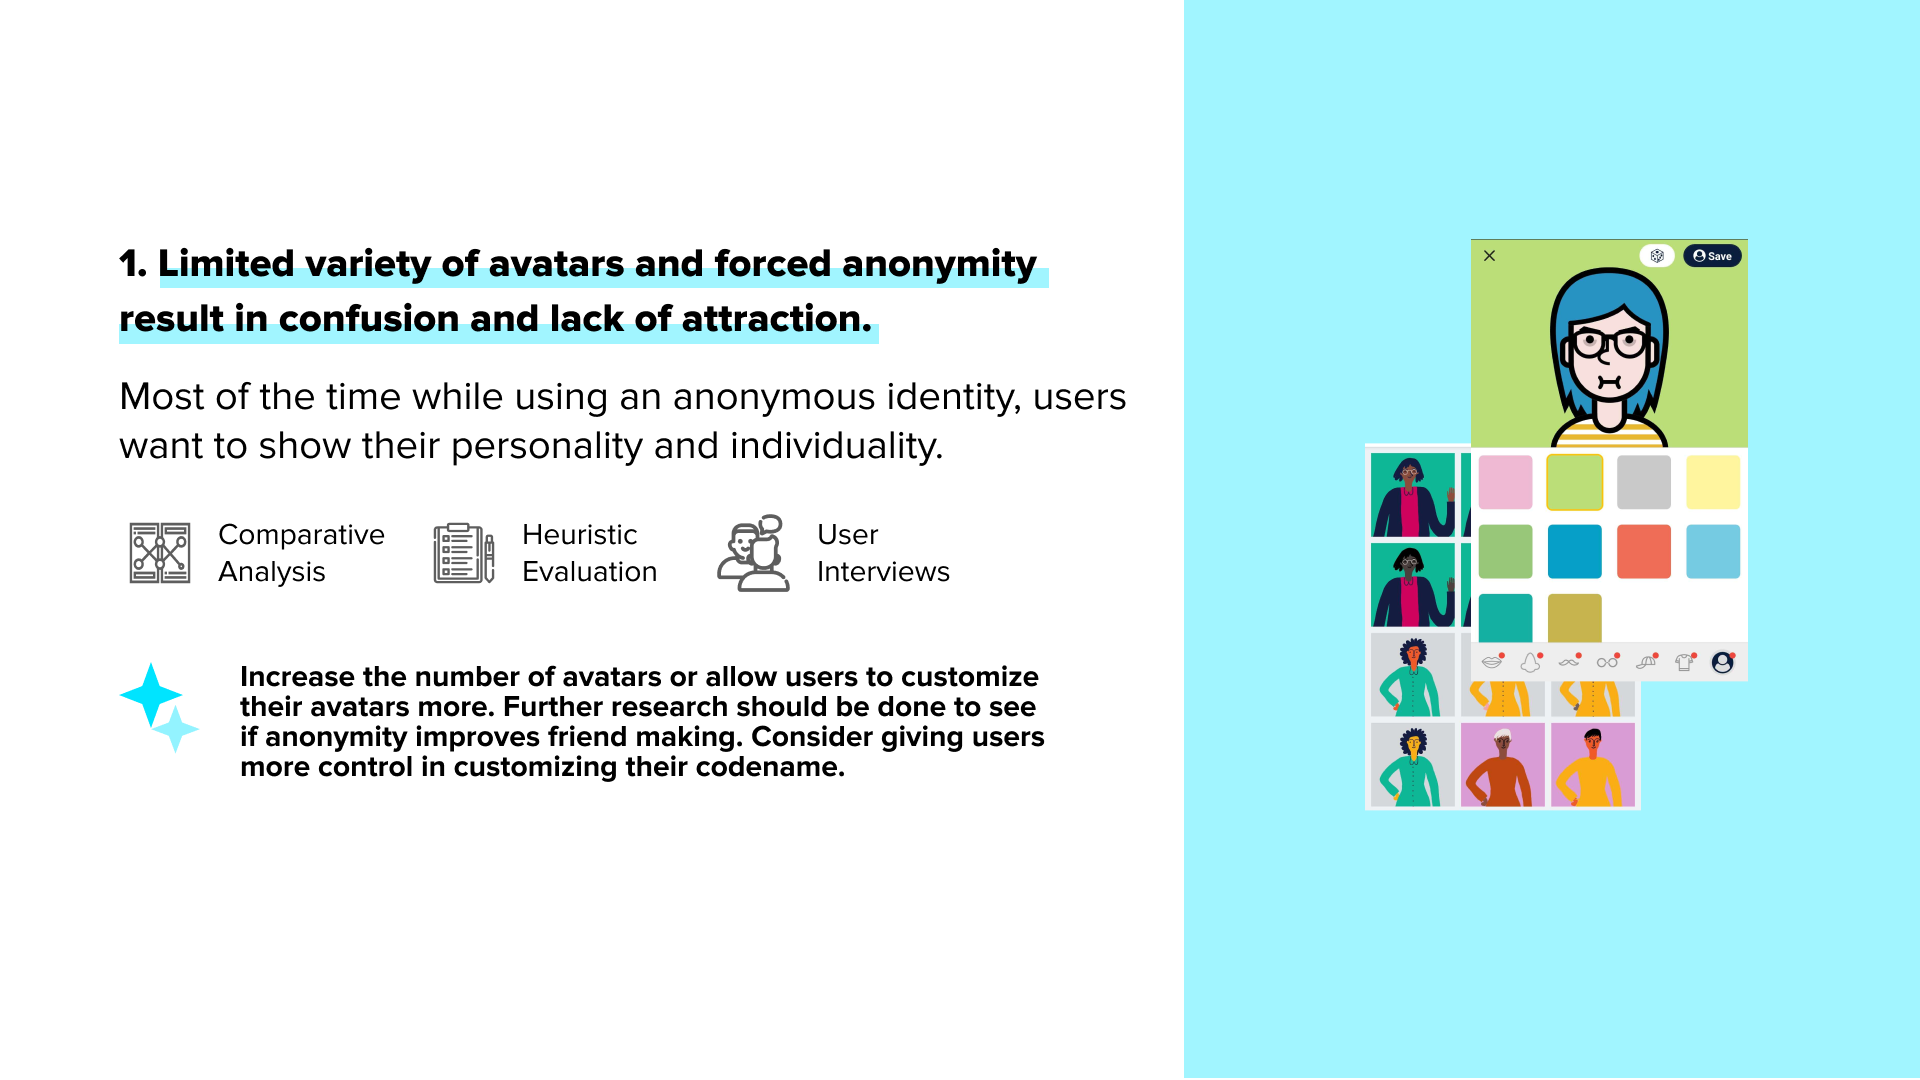 1. Limited variety of avatars and forced anonymity
result in confusion and lack of attraction.
Most of the time while using an anonymous identity, users
want to show their personality and individuality.
Comparative
Analysis
Heuristic
Evaluation
User
Interviews
Increase the number of avatars or allow users to customize
their avatars more. Further research should be done to see
if anonymity improves friend making. Consider giving users
more control in customizing their codename.
Save